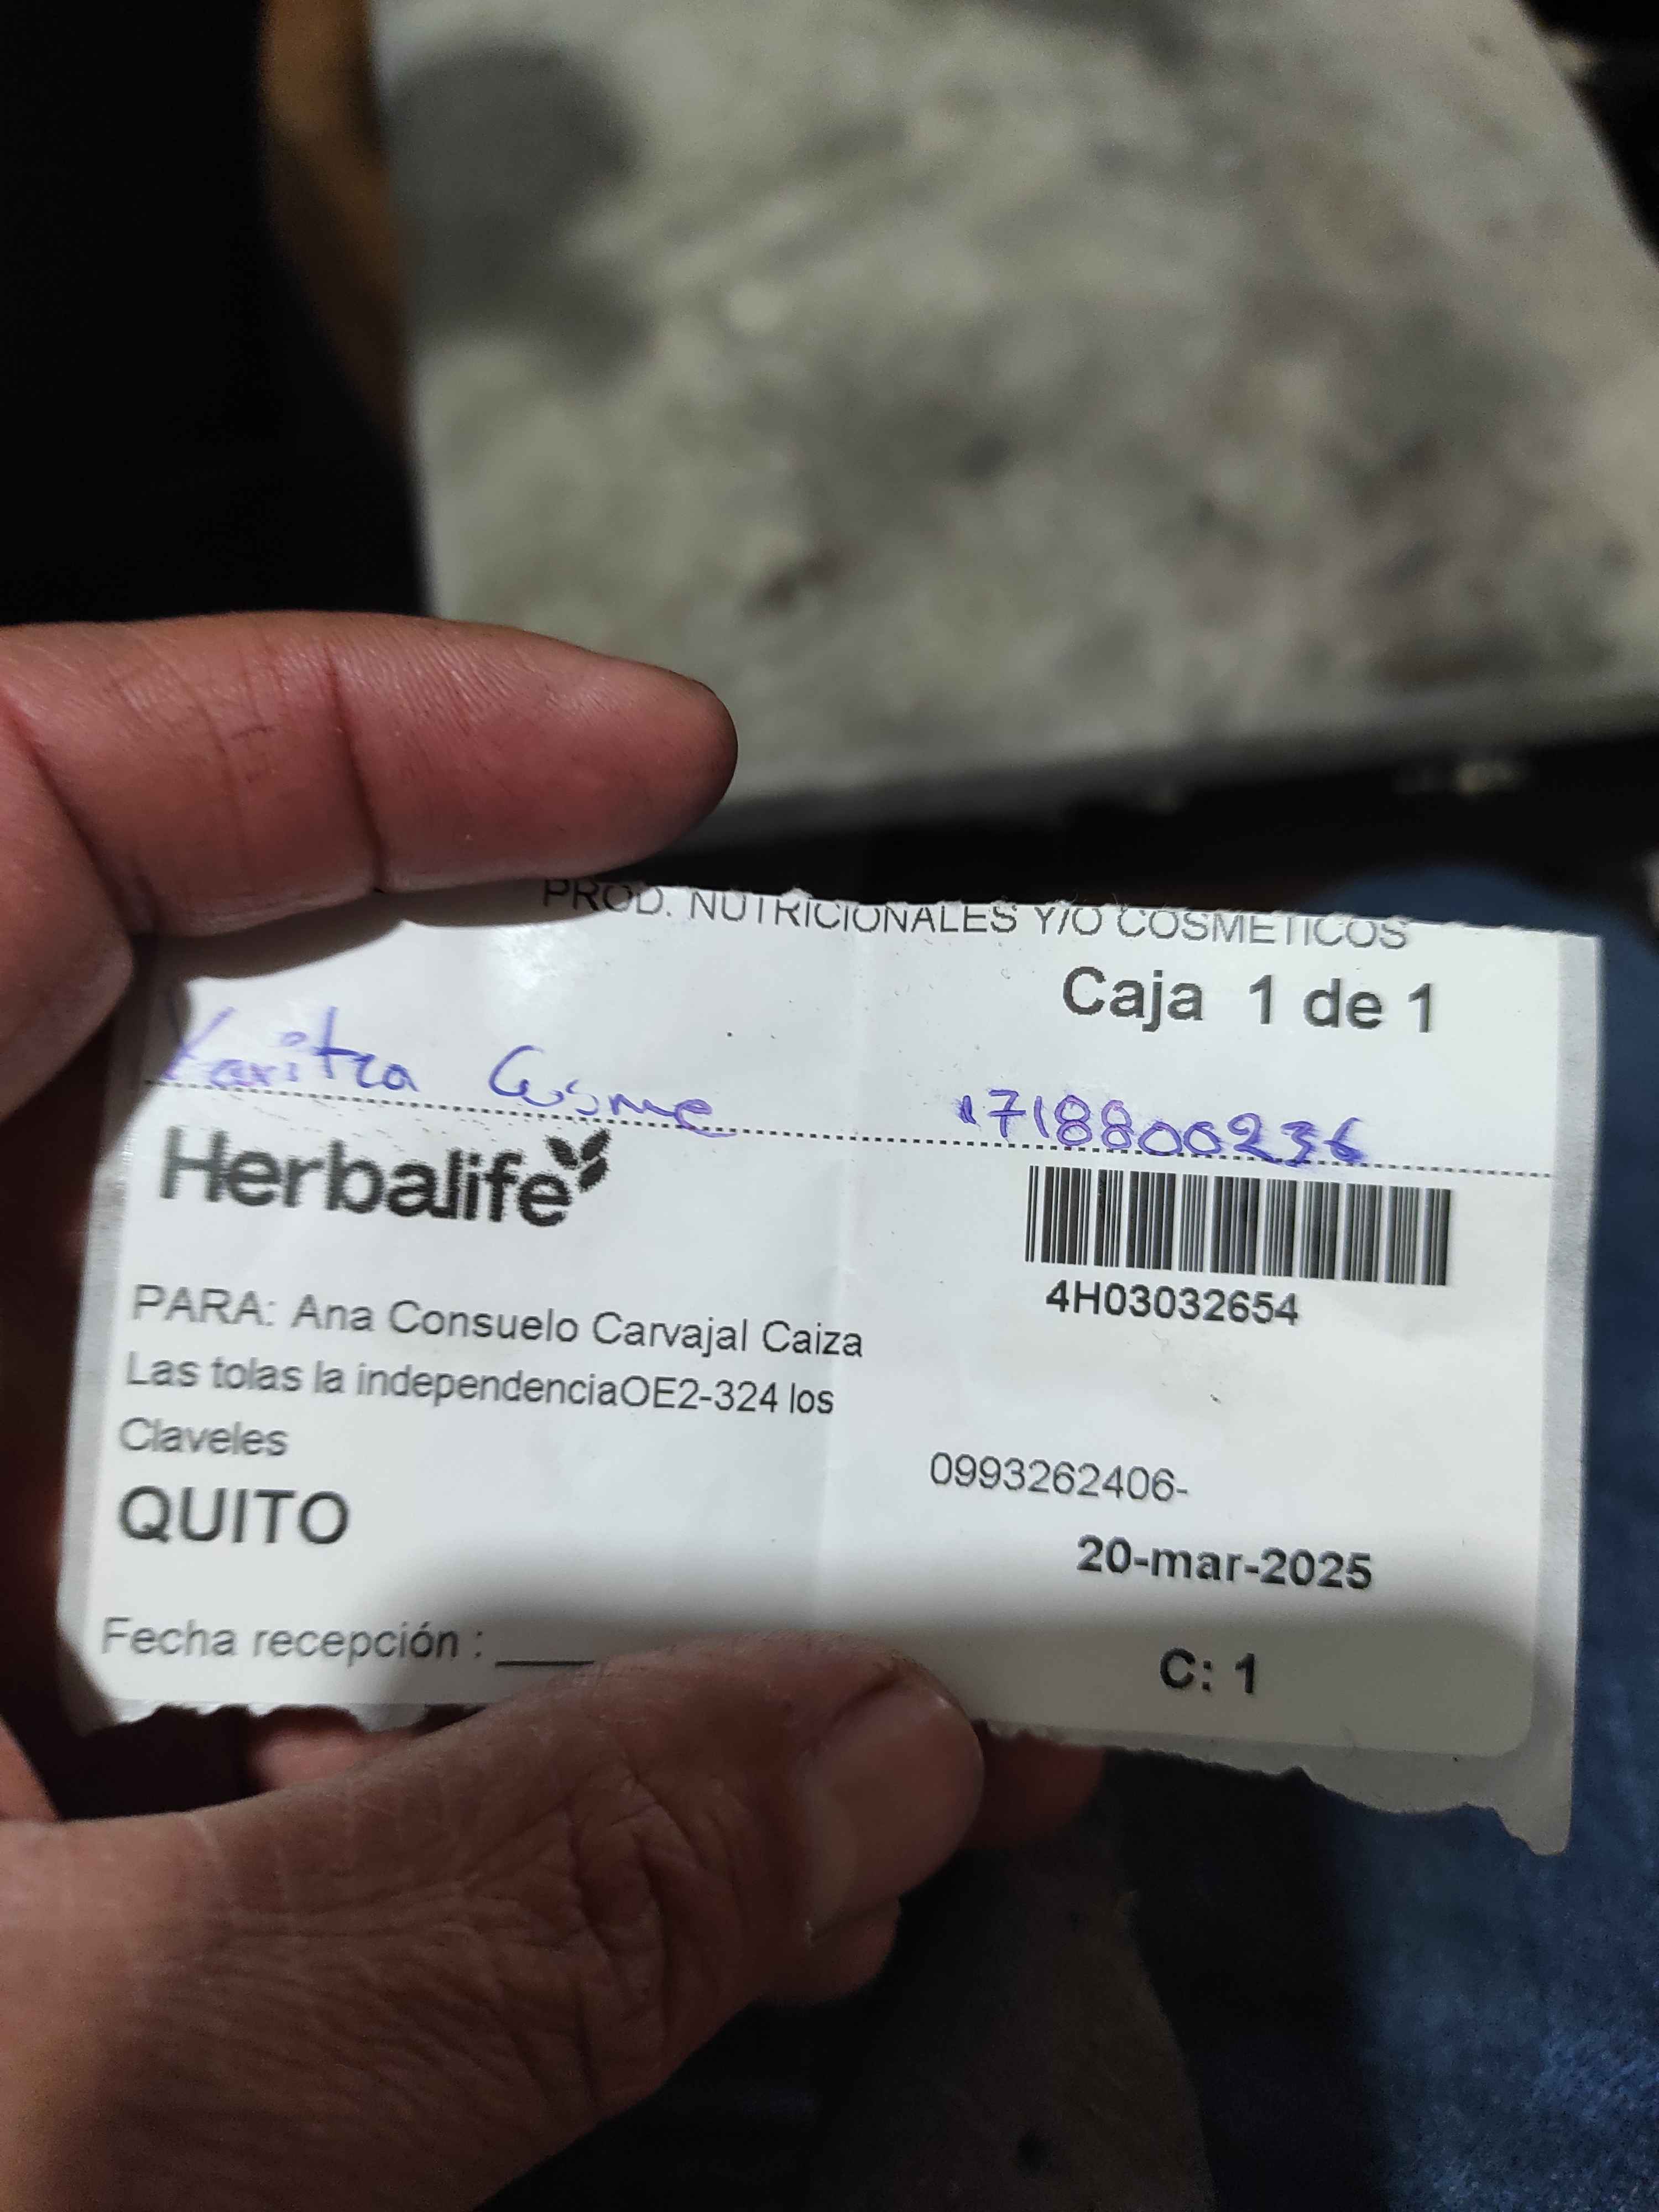 PROD. NUTRICIONALES Y/O COSMETICOS
Caja 1 de 1
Cosme 1718800236
Herbalife
4H03032654
PARA: Ana Consuelo Carvajal Caiza
Las tolas la independenciaOE2-324 los
Claveles
0993262406-
QUITO
20-mar-2025
Fecha recepción : ____
C: 1